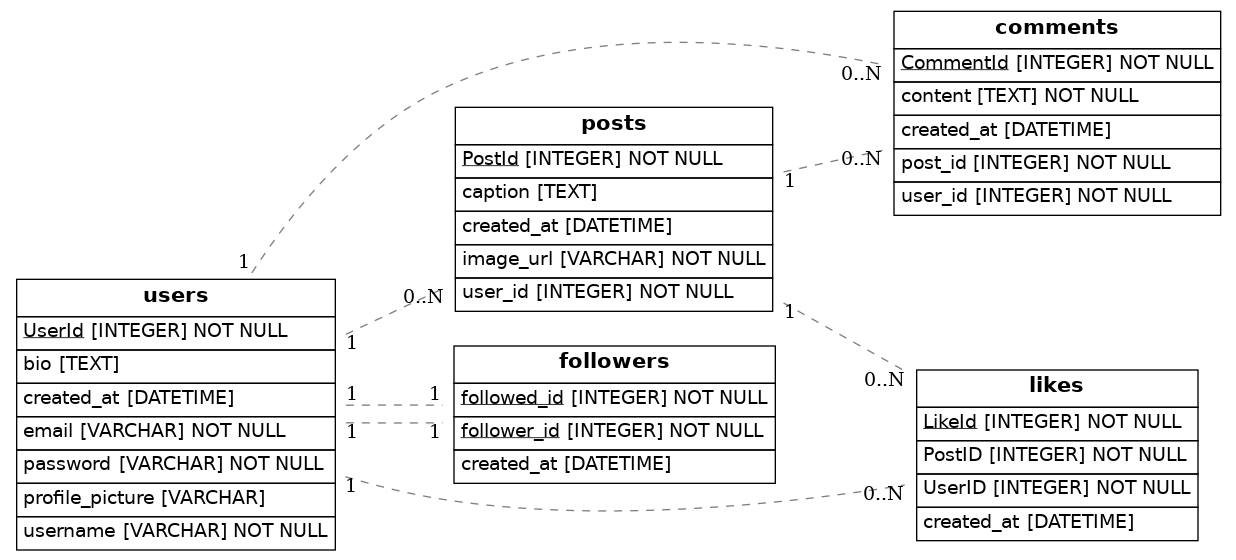 comments
CommentId [INTEGER] NOT NULL
content [TEXT] NOT NULL
created_at [DATETIME]
post_id [INTEGER] NOT NULL
user_id [INTEGER] NOT NULL
0..N
0..N
posts
PostId [INTEGER] NOT NULL
caption [TEXT]
created_at [DATETIME]
image_url [VARCHAR] NOT NULL
user_id [INTEGER] NOT NULL
1
1
0..N
1
users
UserId [INTEGER] NOT NULL
bio [TEXT]
created_at [DATETIME]
email [VARCHAR] NOT NULL
password [VARCHAR] NOT NULL
profile_picture [VARCHAR]
username [VARCHAR] NOT NULL
1
1
1
1
1
1
followers
followed_id [INTEGER] NOT NULL
follower_id [INTEGER] NOT NULL
created_at [DATETIME]
0..N
0..N
likes
LikeId [INTEGER] NOT NULL
PostID [INTEGER] NOT NULL
UserID [INTEGER] NOT NULL
created_at [DATETIME]